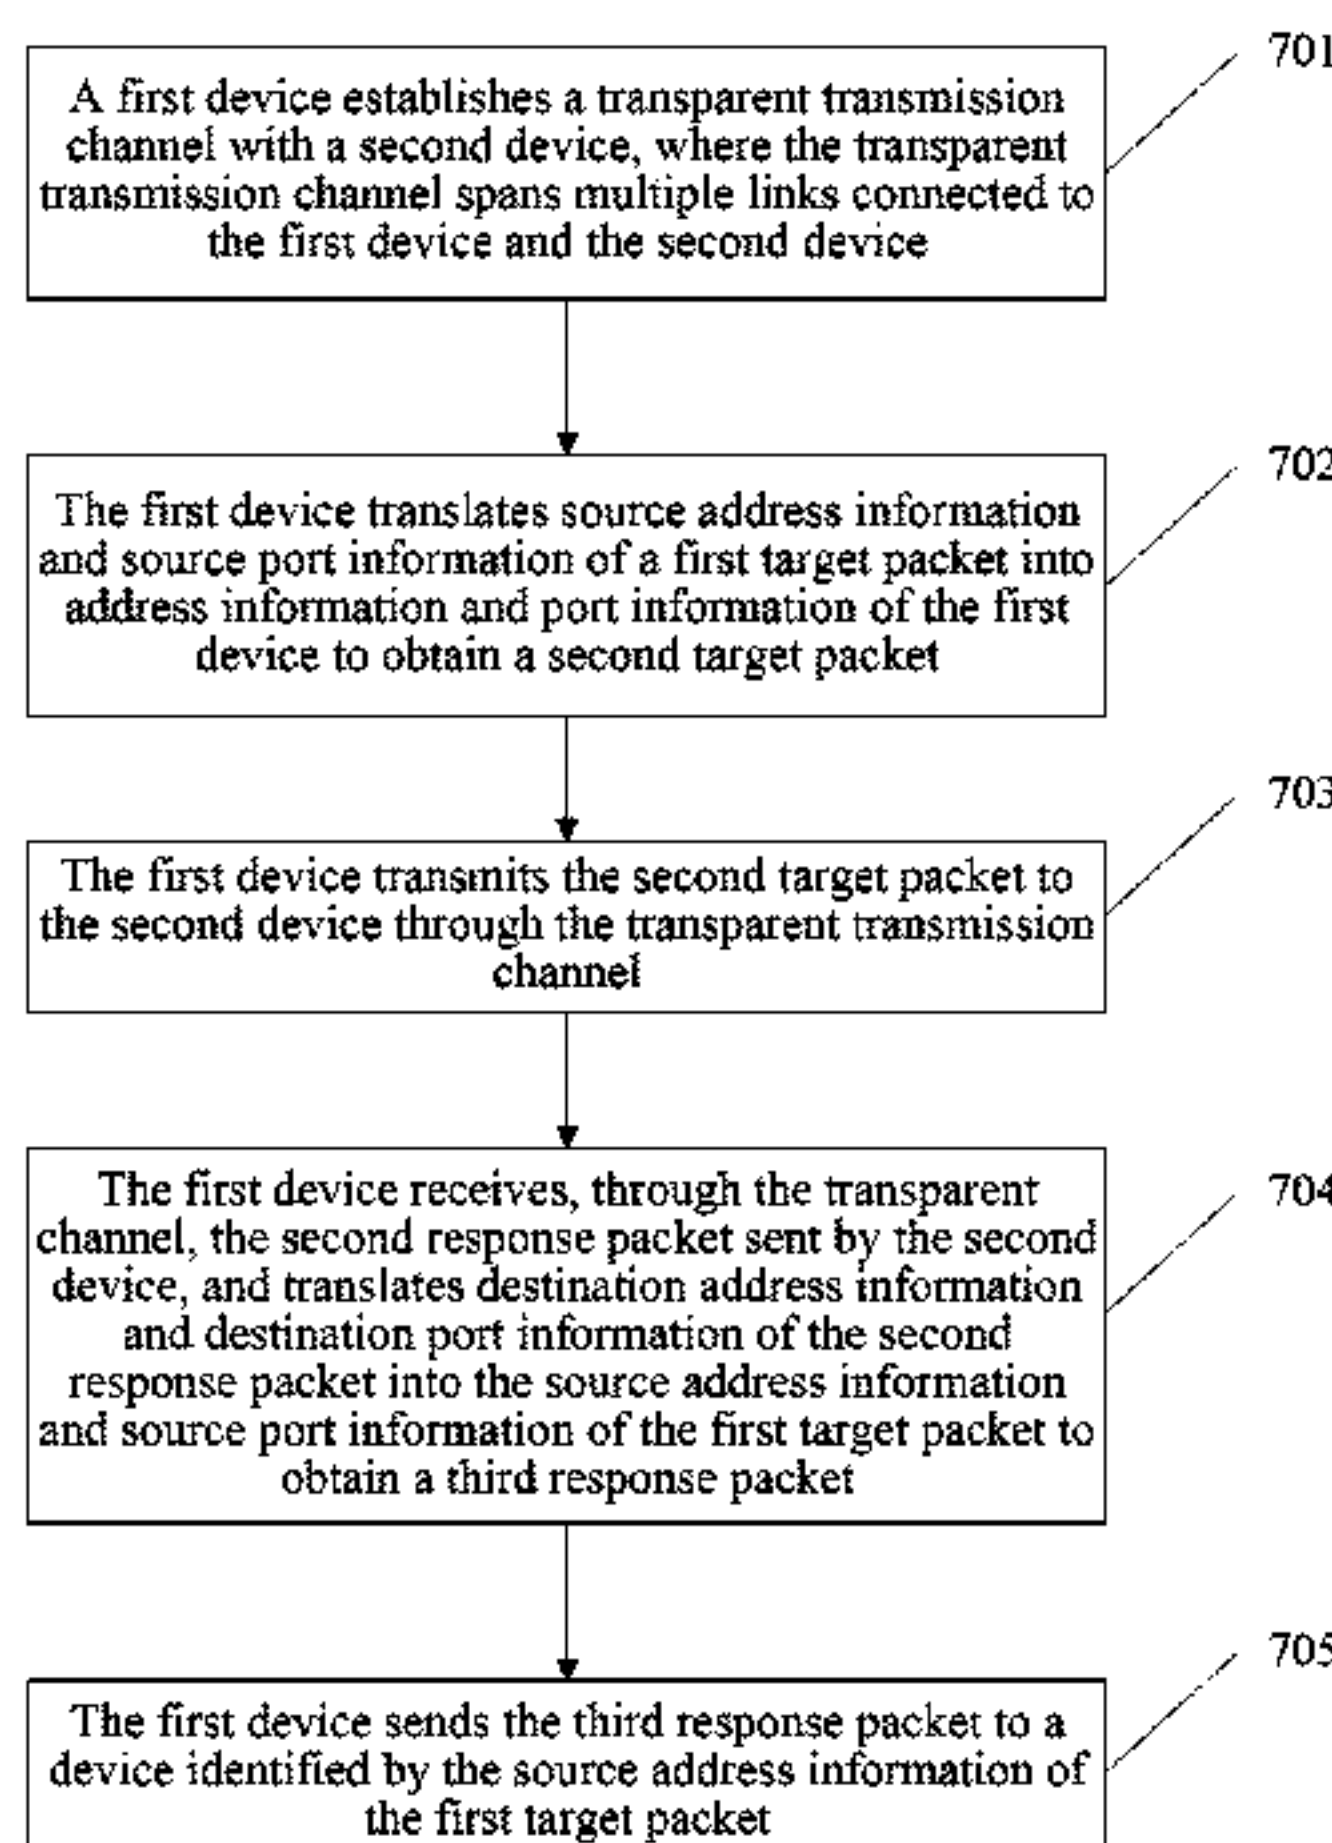 701
A first device establishes a transparent transmission
channel with a second device, where the transparent
transmission channel spans multiple links connected to
the first device and the second device
702
The first device translates source address information
and source port information of a first target packet into
address information and port information of the first
device to obtain a second target packet
703
The first device transmits the second target packet to
the second device through the transparent transmission
channel
704
The first device receives, through the transparent
channel, the second response packet sent by the second
device, and translates destination address information
and destination port information of the second
response packet into the source address information
and source port information of the first target packet to
obtain a third response packet
705
The first device sends the third response packet to a
device identified by the source address information of
the first target packet